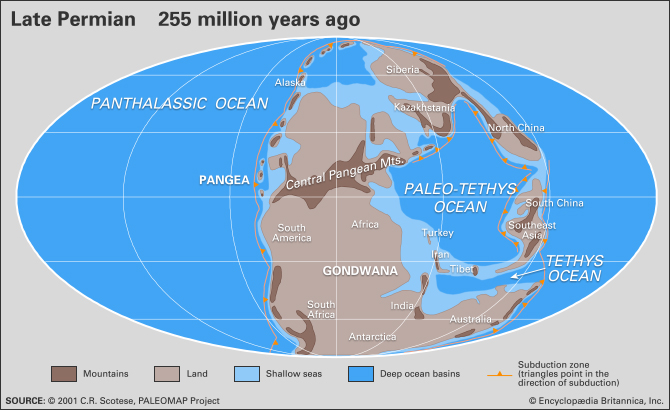 Late Permian 255 million years ago
Siberia
Alaska
PANTHALASSIC OCEAN
Kazakhstania
North China
Central Pangean Mts.
PANGEA
PALEO-TETHYS
OCEAN
South China
South
America
Africa
Turkey
Southeast
Asia
Iran
TETHYS
OCEAN
GONDWANA
Tibet
South
Africa
India
Australia
Antarctica
Mountains
Land
Shallow seas
Deep ocean basins
Subduction zone
(triangles point in the
direction of subduction)
SOURCE: © 2001 C.R. Scotese, PALEOMAP Project
© Encyclopædia Britannica, Inc.